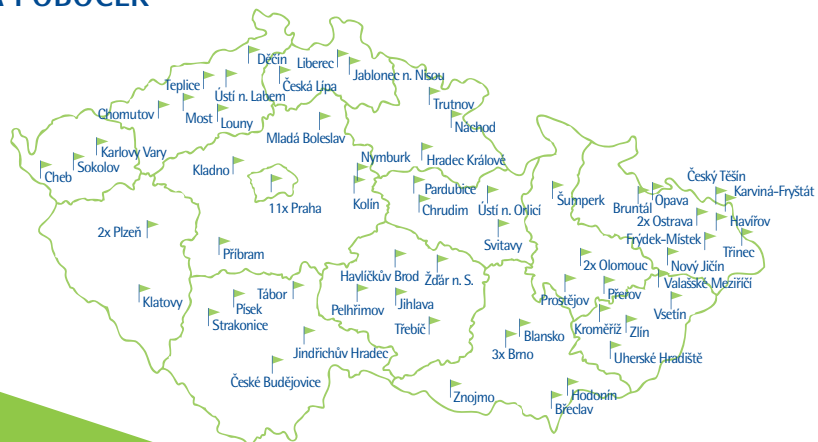 POBOČEK
Děčín
Liberec
Jablonec n. Nisou
Teplice
Česká Lípa
Ústí n. Labem
Chomutov
Most
Louny
Trutnov
Náchod
Mladá Boleslav
Karlovy Vary
Sokolov
Cheb
Kladno
Nymburk
Hradec Králové
Kolín
Pardubice
Chrudim
Ústí n. Orlicí
11x Praha
Šumperk
Český Těšín
Karviná-Fryštát
Bruntál
Opava
2x Ostrava
Havířov
2x Plzeň
Svitavy
Frýdek-Místek
Třinec
Příbram
2x Olomouc
Nový Jičín
Havlíčkův Brod
Žďár n. S.
Valašské Meziříčí
Klatovy
Tábor
Písek
Strakonice
Pelhřimov
Jihlava
Prostějov
Přerov
Vsetín
Třebíč
Kroměříž
Zlín
Blansko
3x Brno
Jindřichův Hradec
Uherské Hradiště
České Budějovice
Znojmo
Hodonín
Břeclav